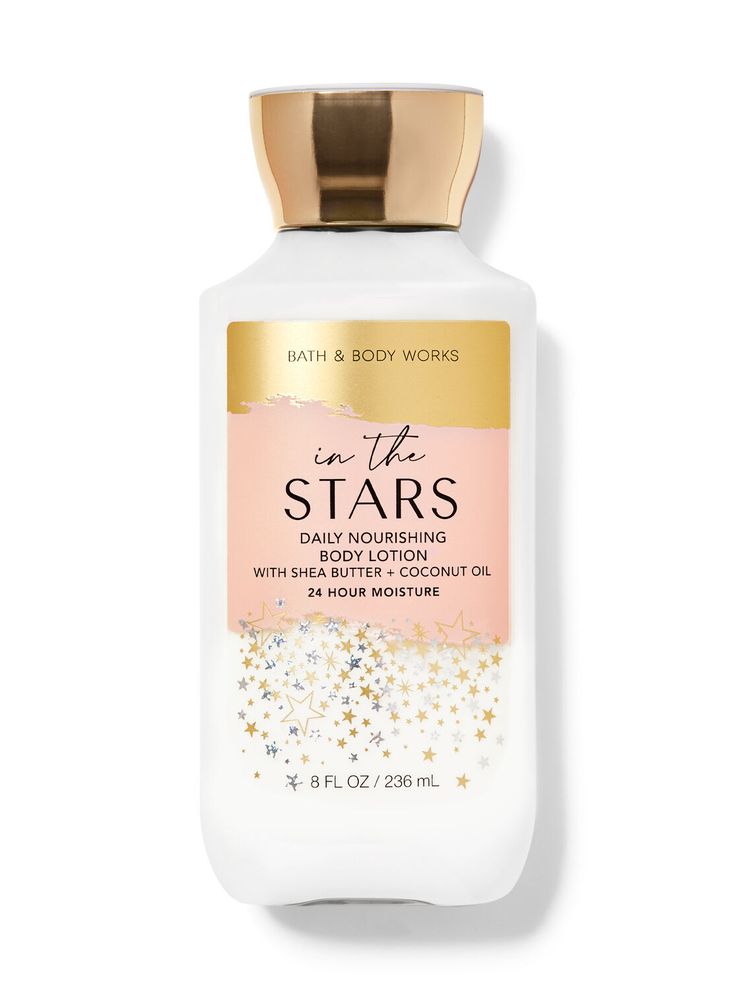 BATH & BODY WORKS
in the
STARS
DAILY NOURISHING
BODY LOTION
WITH SHEA BUTTER + COCONUT OIL
24 HOUR MOISTURE
8 FL OZ / 236 mL